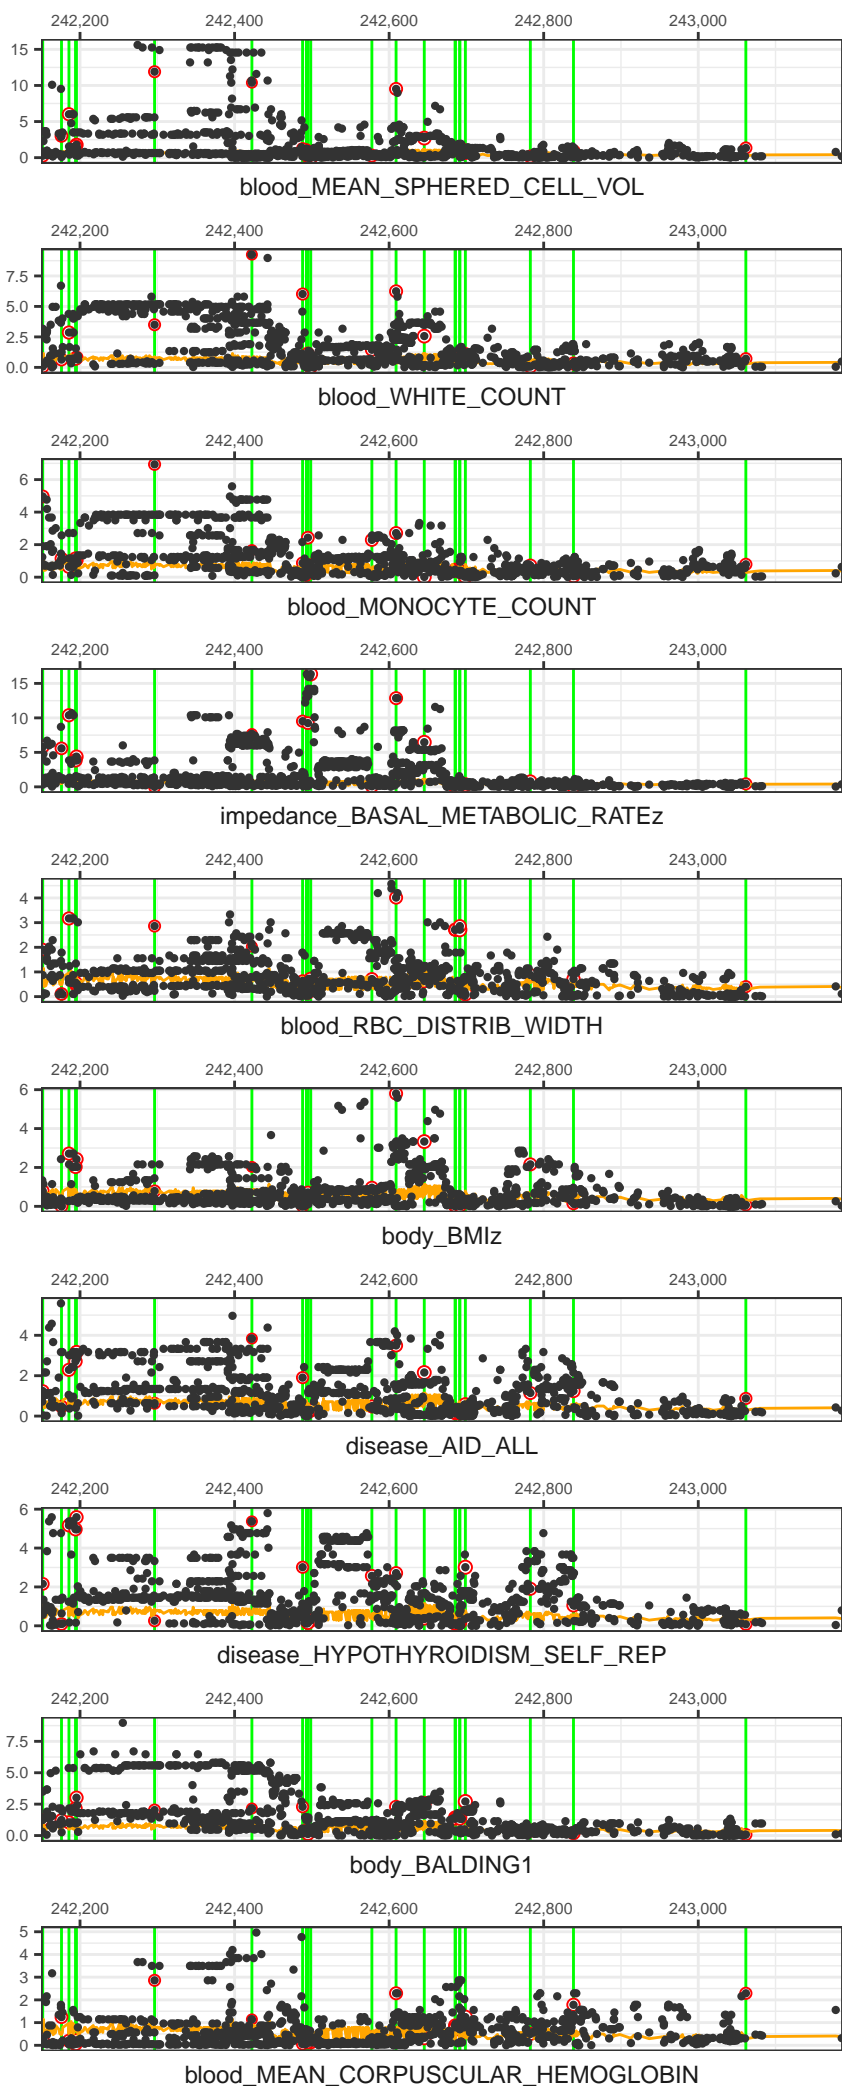 242,200 242,400 242,600 242,800 243,000
15
10
5
0
blood_MEAN_SPHERED_CELL_VOL
242,200 242,400 242,600 242,800 243,000
7.5
5.0
2.5
0.0
blood_WHITE_COUNT
242,200 242,400 242,600 242,800 243,000
6
4
2
0
blood_MONOCYTE_COUNT
242,200 242,400 242,600 242,800 243,000
15
10
5
0
impedance_BASAL_METABOLIC_RATEz
242,200 242,400 242,600 242,800 243,000
4
3
2
1
0
blood_RBC_DISTRIB_WIDTH
242,200 242,400 242,600 242,800 243,000
6
4
2
0
body_BMIz
242,200 242,400 242,600 242,800 243,000
4
2
0
disease_AID_ALL
242,200 242,400 242,600 242,800 243,000
6
4
2
0
disease_HYPOTHYROIDISM_SELF_REP
242,200 242,400 242,600 242,800 243,000
7.5
5.0
2.5
0.0
body_BALDING1
242,200 242,400 242,600 242,800 243,000
5
4
3
2
1
0
blood_MEAN_CORPUSCULAR_HEMOGLOBIN